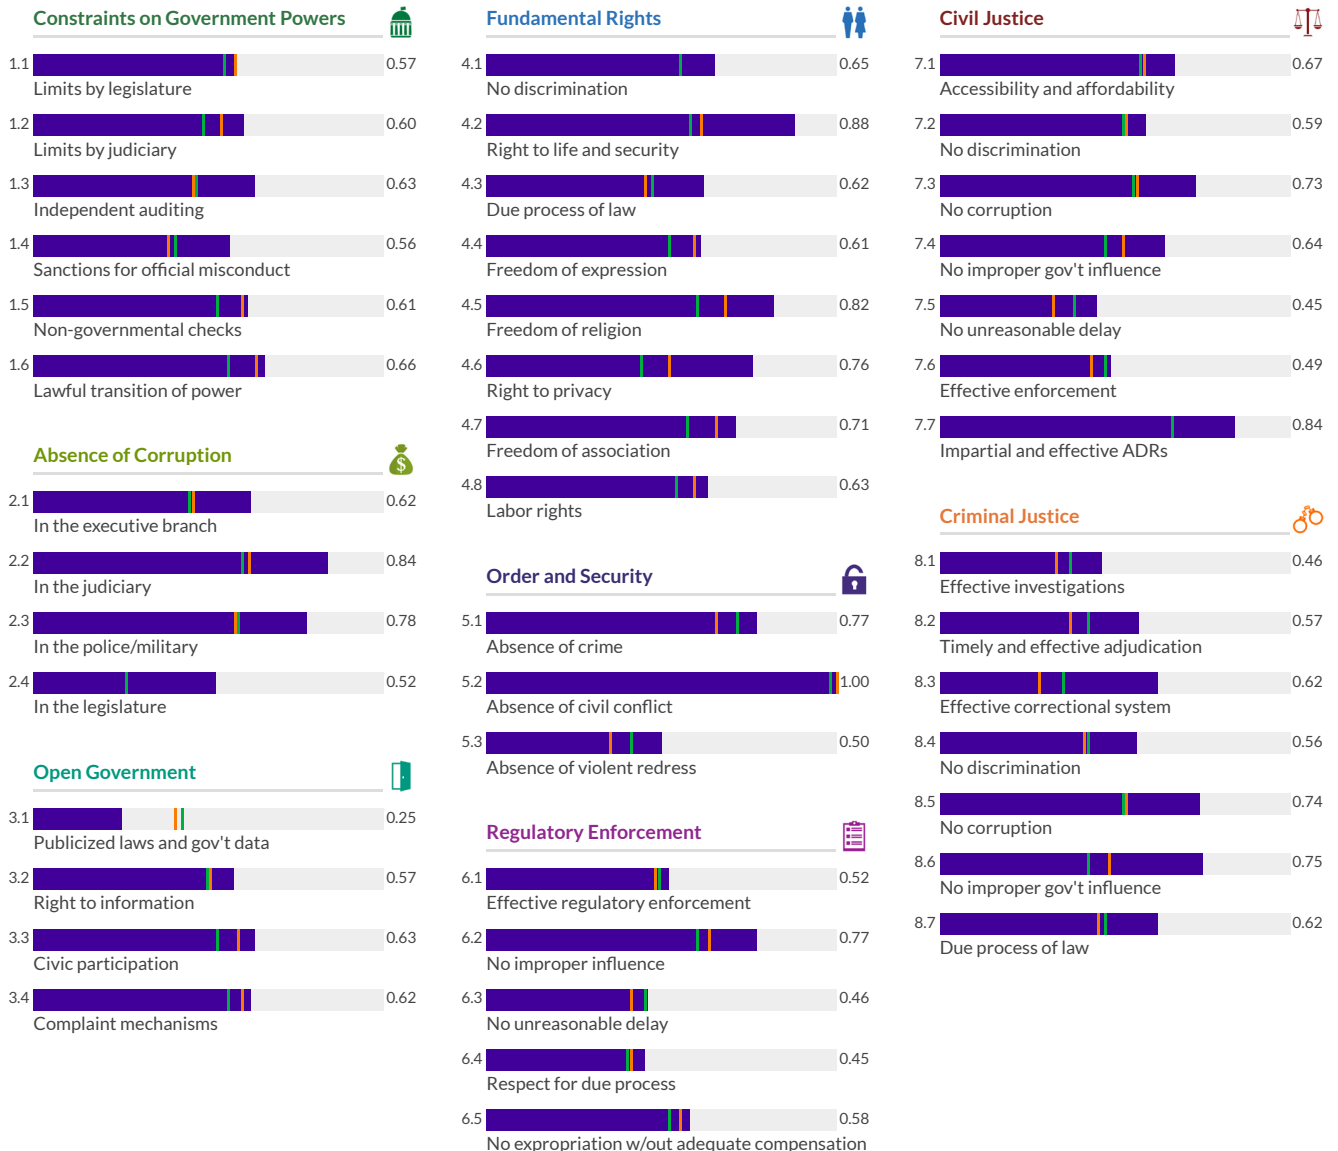 Constraints on Government Powers
1.1 0.57
Limits by legislature
1.2 0.60
Limits by judiciary
1.3 0.63
Independent auditing
1.4 0.56
Sanctions for official misconduct
1.5 0.61
Non-governmental checks
1.6 0.66
Lawful transition of power
Absence of Corruption
$
2.1 0.62
In the executive branch
2.2 0.84
In the judiciary
2.3 0.78
In the police/military
2.4 0.52
In the legislature
Open Government
3.1 0.25
Publicized laws and gov't data
3.2 0.57
Right to information
3.3 0.63
Civic participation
3.4 0.62
Complaint mechanisms
Fundamental Rights
4.1 0.65
No discrimination
4.2 0.88
Right to life and security
4.3 0.62
Due process of law
4.4 0.61
Freedom of expression
4.5 0.82
Freedom of religion
4.6 0.76
Right to privacy
4.7 0.71
Freedom of association
4.8 0.63
Labor rights
Order and Security
5.1 0.77
Absence of crime
5.2 1.00
Absence of civil conflict
5.3 0.50
Absence of violent redress
Regulatory Enforcement
6.1 0.52
Effective regulatory enforcement
6.2 0.77
No improper influence
6.3 0.46
No unreasonable delay
6.4 0.45
Respect for due process
6.5 0.58
No expropriation w/out adequate compensation
Civil Justice
7.1 0.67
Accessibility and affordability
7.2 0.59
No discrimination
7.3 0.73
No corruption
7.4 0.64
No improper gov't influence
7.5 0.45
No unreasonable delay
7.6 0.49
Effective enforcement
7.7 0.84
Impartial and effective ADRs
Criminal Justice
8.1 0.46
Effective investigations
8.2 0.57
Timely and effective adjudication
8.3 0.62
Effective correctional system
8.4 0.56
No discrimination
8.5 0.74
No corruption
8.6 0.75
No improper gov't influence
8.7 0.62
Due process of law